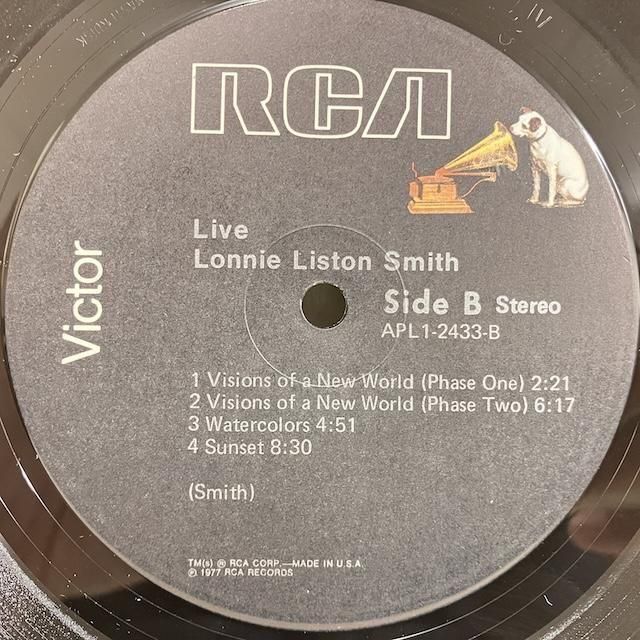 RCA
Victor
Live
Lonnie Liston Smith
Side B Stereo
APL1-2433-B
1 Visions of a New World (Phase One) 2:21
2 Visions of a New World (Phase Two) 6:17
3 Watercolors 4:51
4 Sunset 8:30
(Smith)
TM(s) ® RCA CORP.—MADE IN U.S.A.
℗ 1977 RCA RECORDS